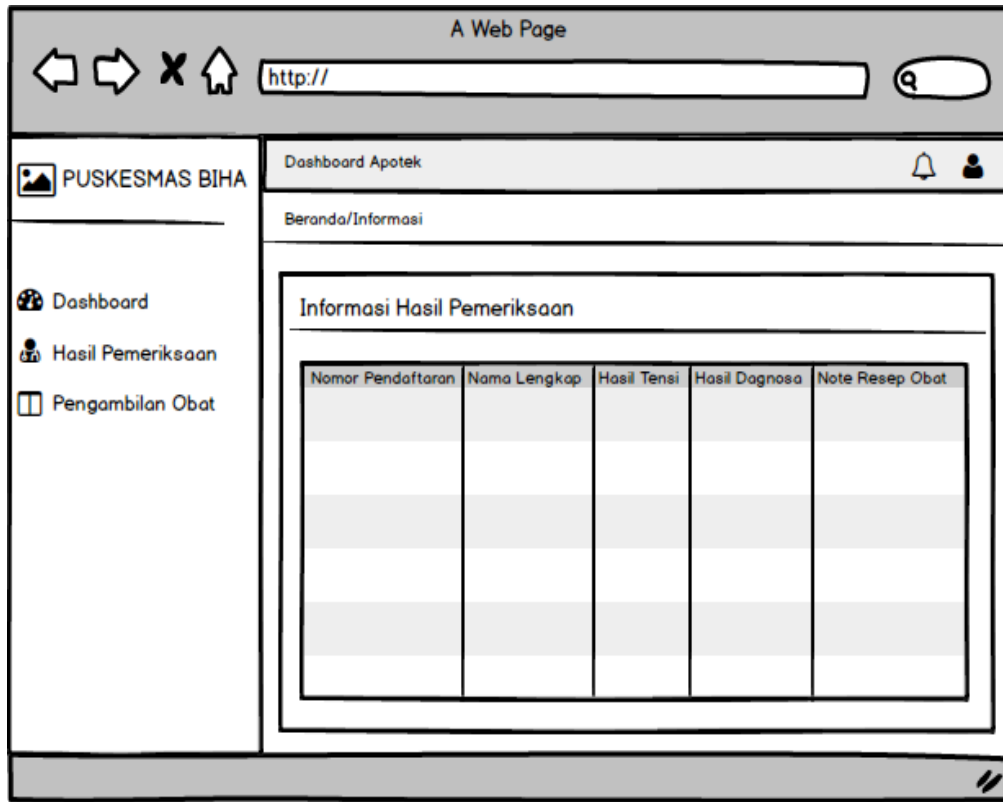 A Web Page
http://
PUSKESMAS BIHA
Dashboard Apotek
Beranda/Informasi
Dashboard
Hasil Pemeriksaan
Pengambilan Obat
Informasi Hasil Pemeriksaan
Nomor Pendaftaran Nama Lengkap Hasil Tensi Hasil Dagnosa Note Resep Obat